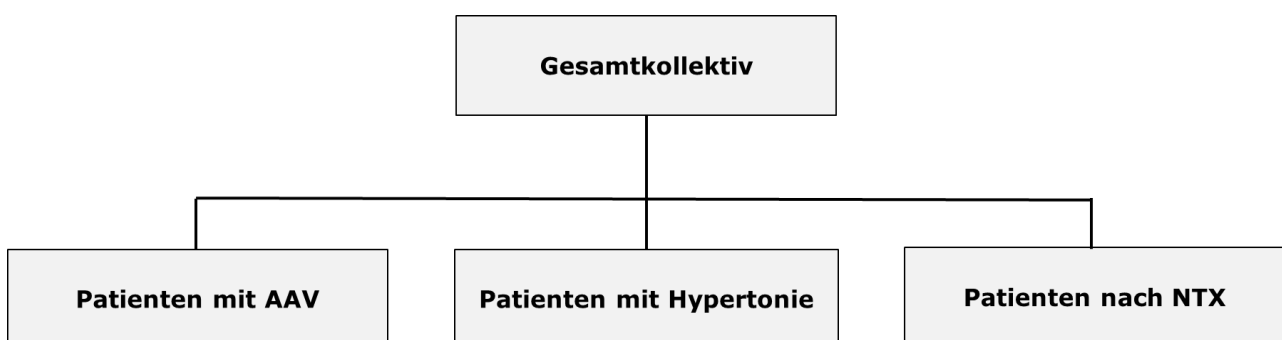 Gesamtkollektiv
Patienten mit AAV
Patienten mit Hypertonie
Patienten nach NTX